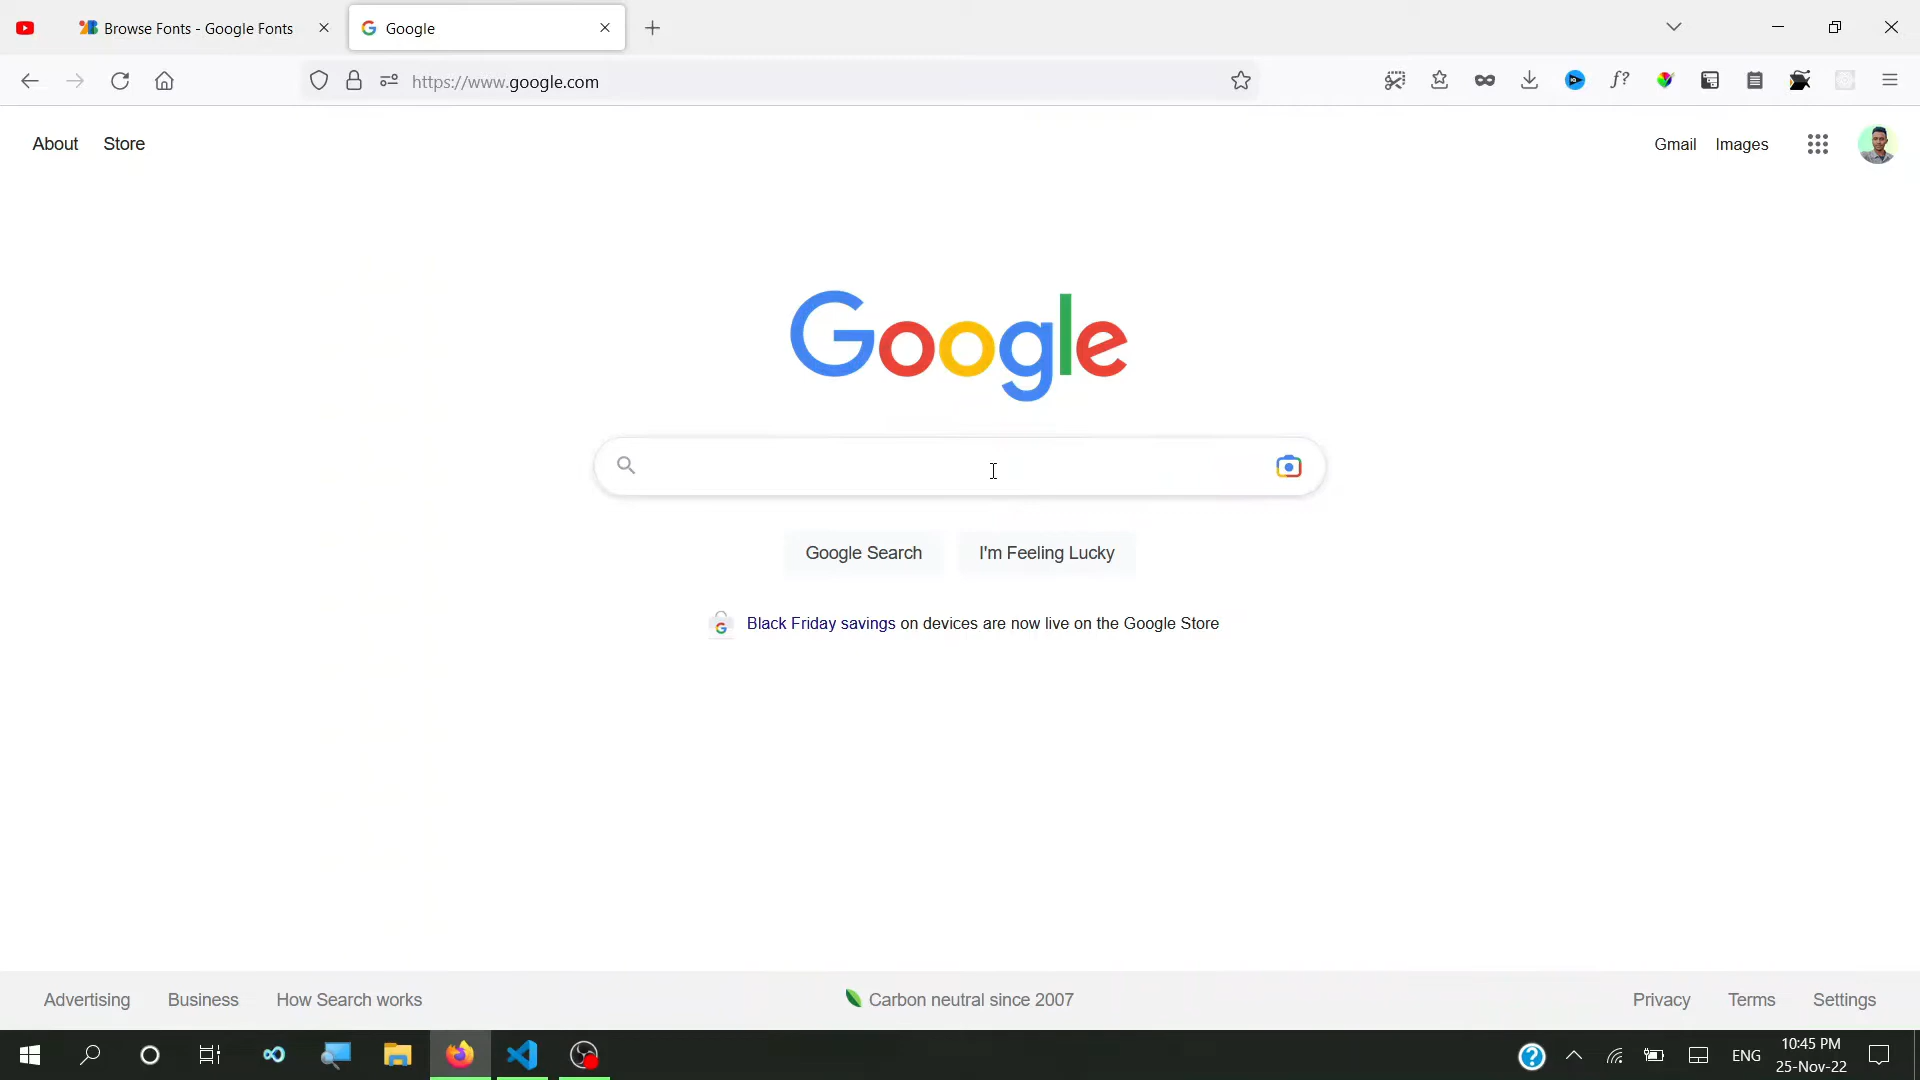 Browse Fonts - Google Fonts
Google
https://www.google.com
f?
About Store
Gmail Images
Google
Google Search I'm Feeling Lucky
Black Friday savings on devices are now live on the Google Store
Advertising Business How Search works
Carbon neutral since 2007
Privacy Terms Settings
ENG
10:45 PM
25-Nov-22